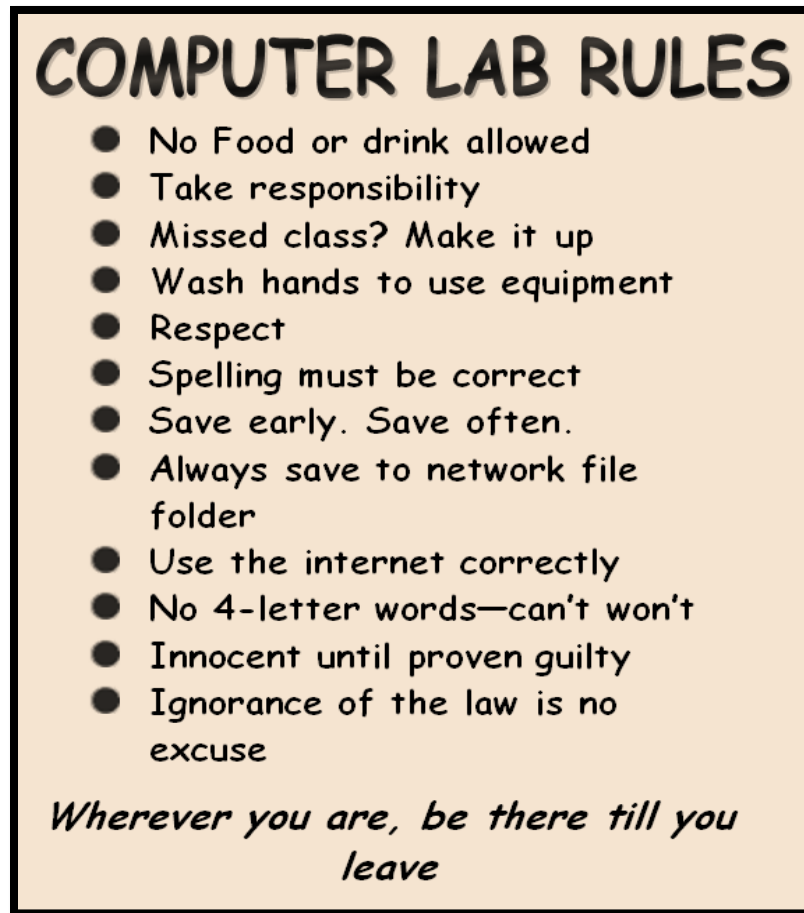 COMPUTER LAB RULES
No Food or drink allowed
Take responsibility
Missed class? Make it up
Wash hands to use equipment
Respect
Spelling must be correct
Save early. Save often.
Always save to network file
folder
Use the internet correctly
No 4-letter words—can't won't
Innocent until proven guilty
Ignorance of the law is no
excuse
Wherever you are, be there till you
leave